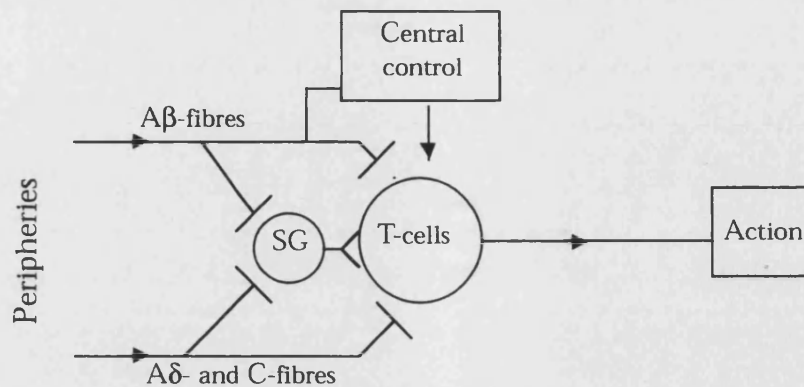 Central
control
Aβ-fibres
Peripheries
SG
T-cells
Action
Aδ- and C-fibres